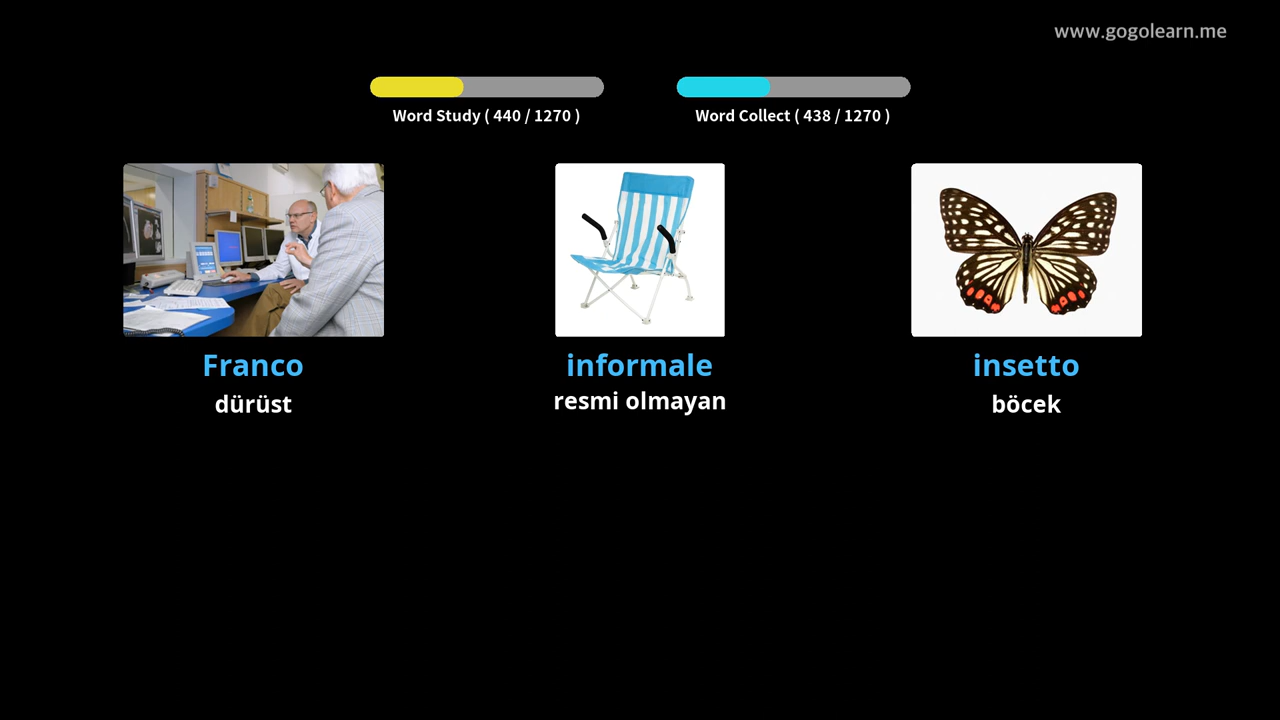 www.gogolearn.me
Word Study ( 440 / 1270 )
Word Collect ( 438 / 1270 )
Franco
informale
insetto
dürüst
resmi olmayan
böcek